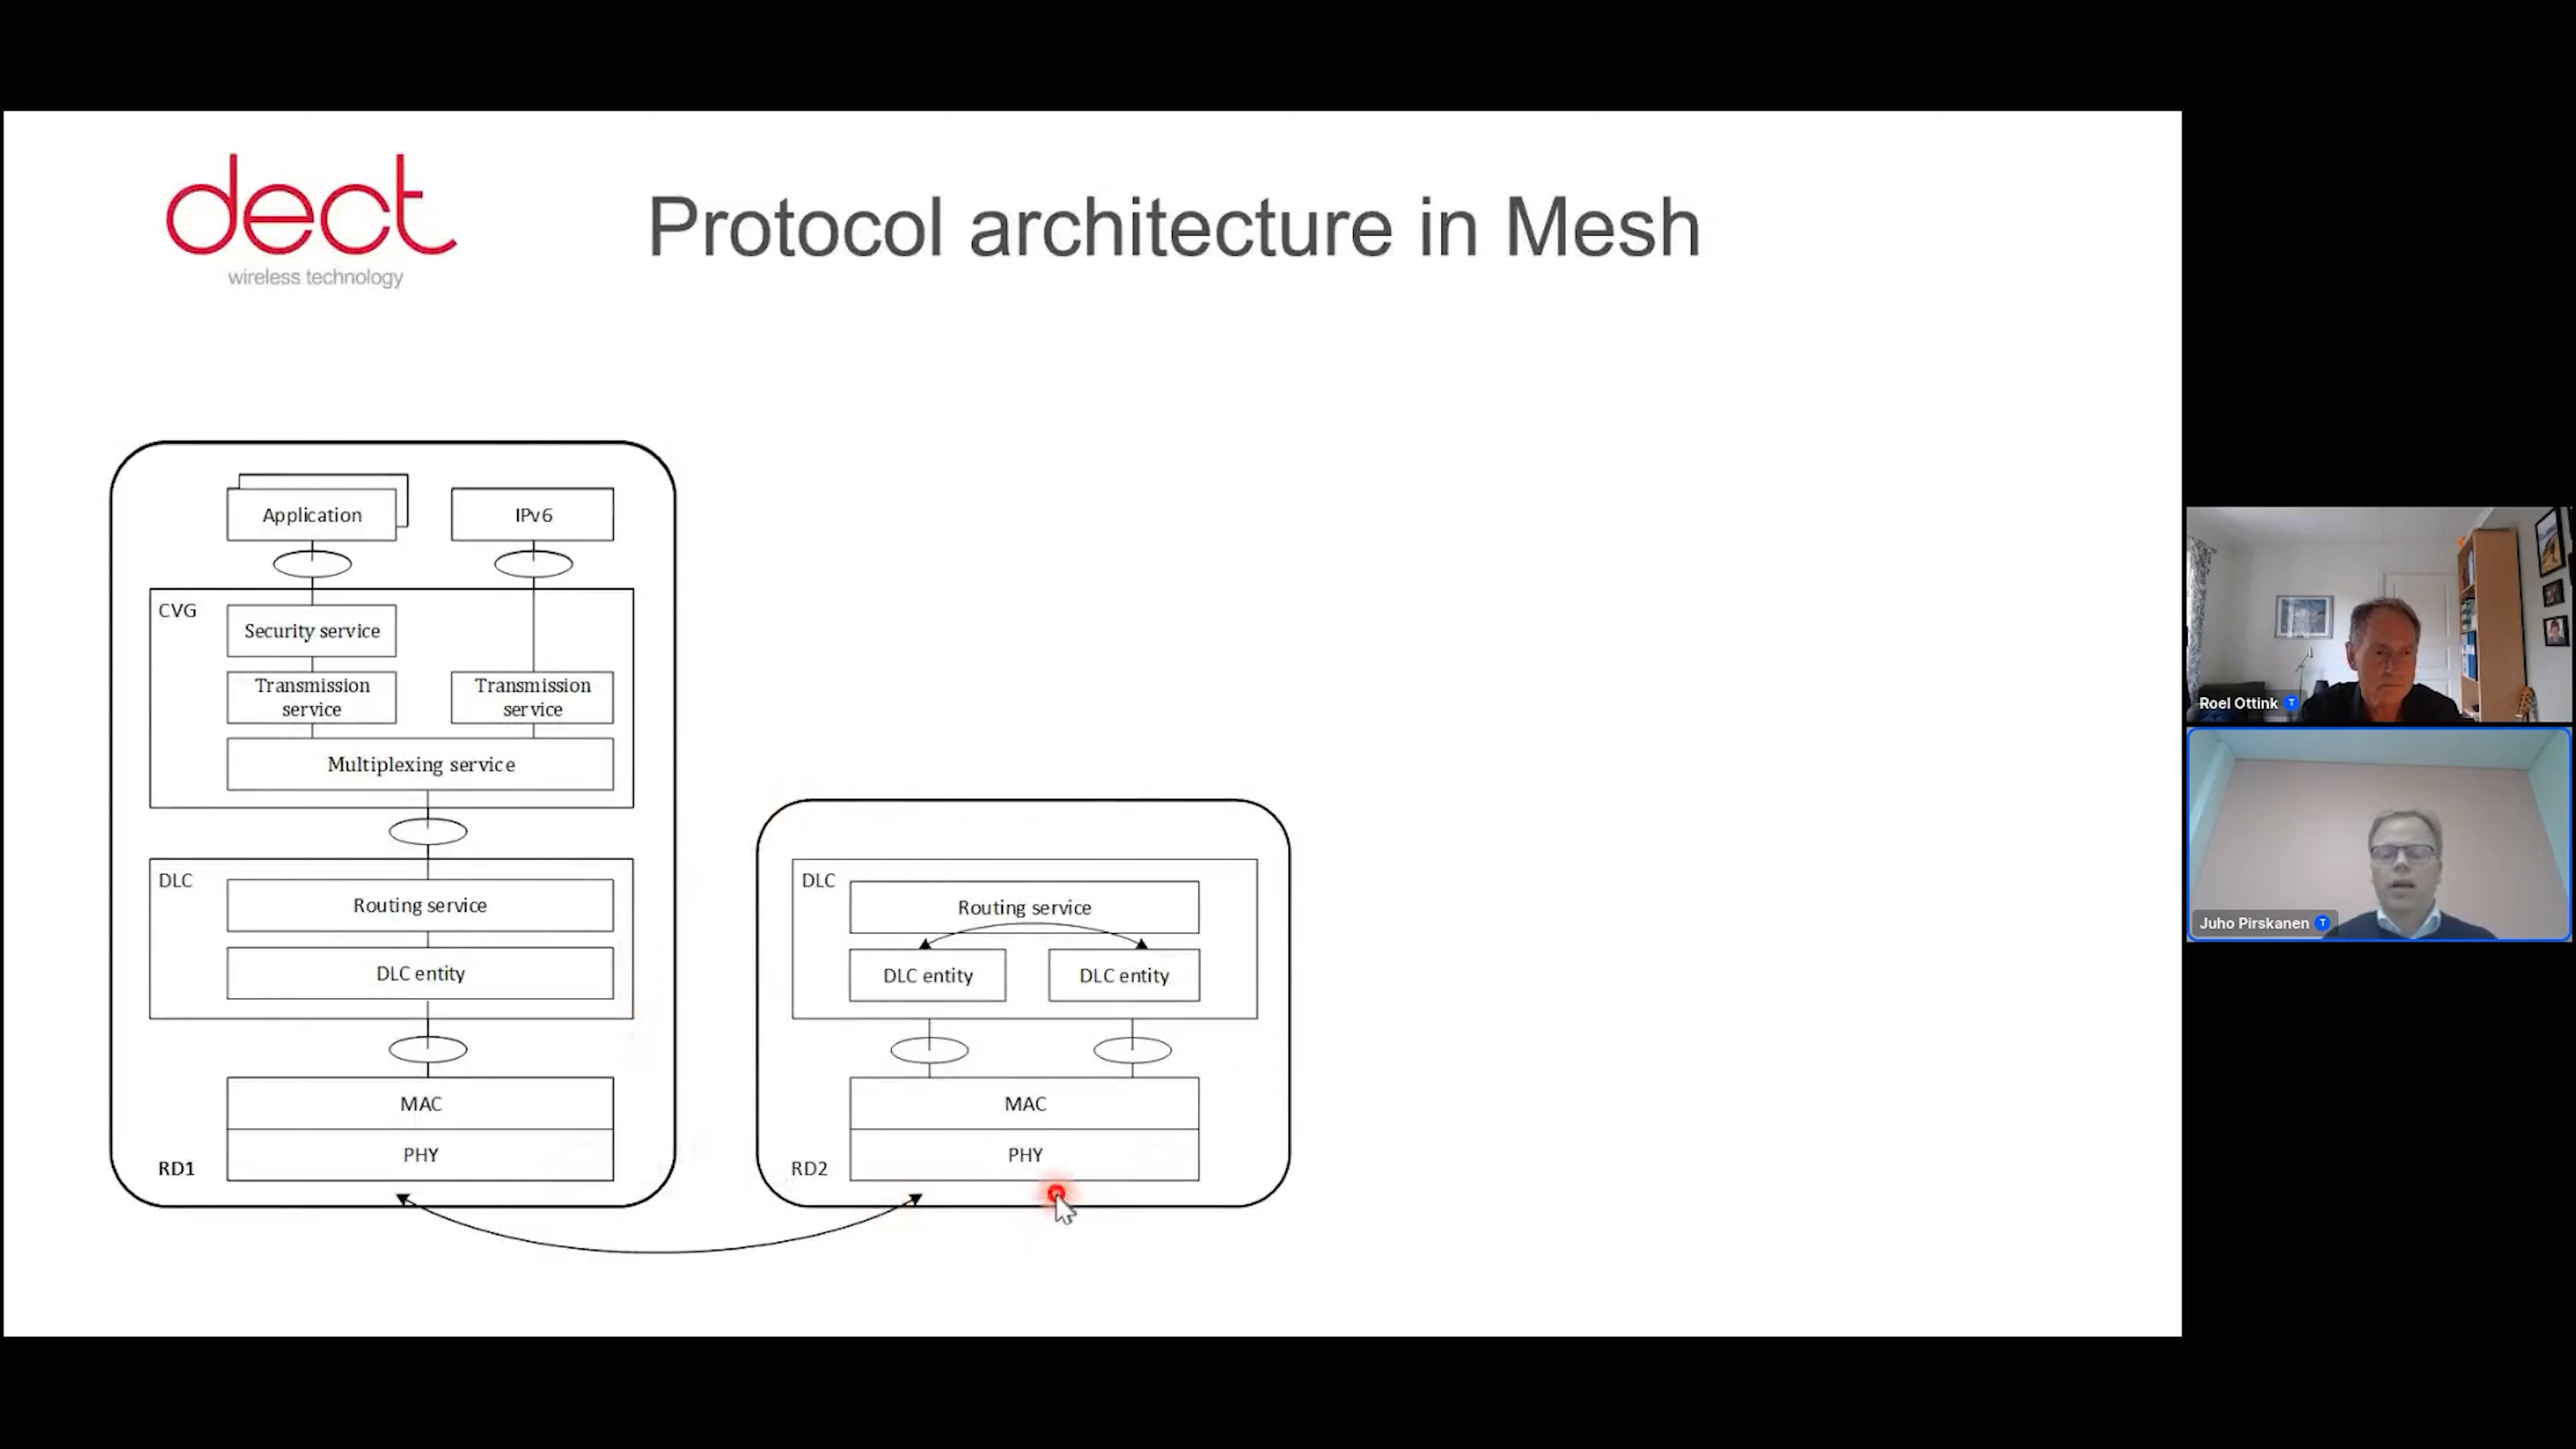 dect
wireless technology
Protocol architecture in Mesh
Application
IPv6
CVG
Security service
Transmission
service
Transmission
service
Multiplexing service
DLC
Routing service
DLC entity
MAC
PHY
RD1
DLC
Routing service
DLC entity
DLC entity
MAC
PHY
RD2
Roel Ottink T
Juho Pirskanen T